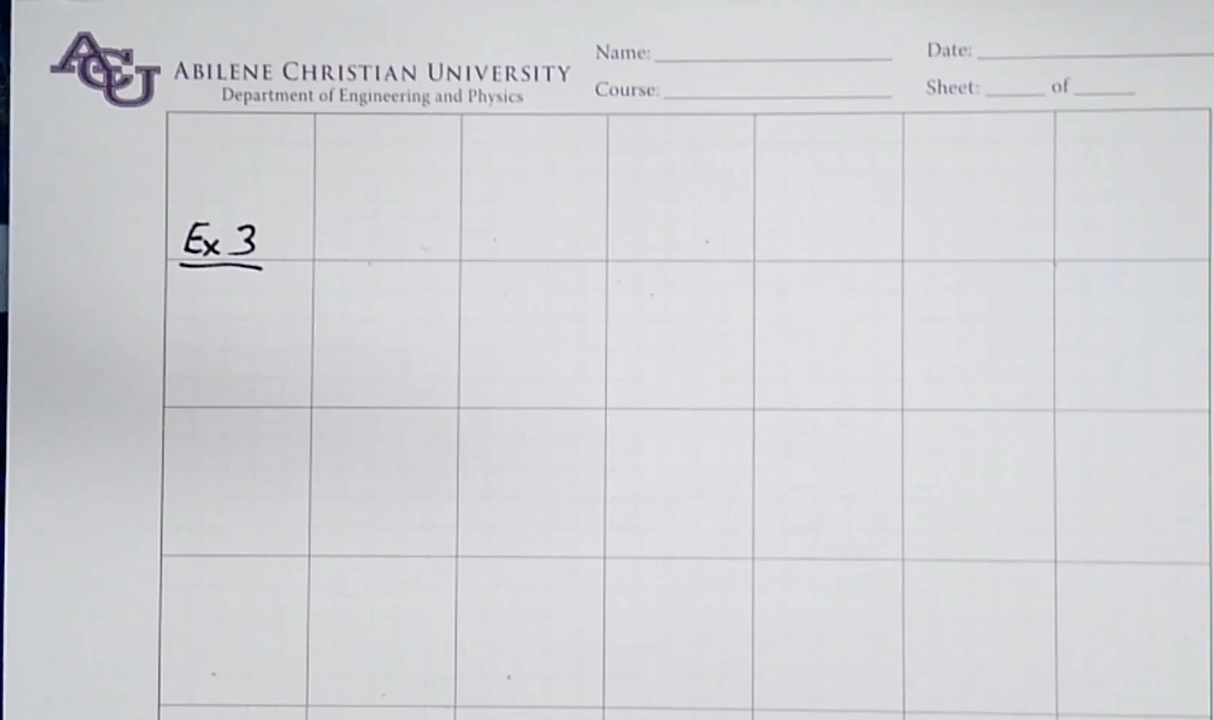 ACU
ABILENE CHRISTIAN UNIVERSITY
Department of Engineering and Physics
Name:
Course:
Date:
Sheet: of
Ex 3